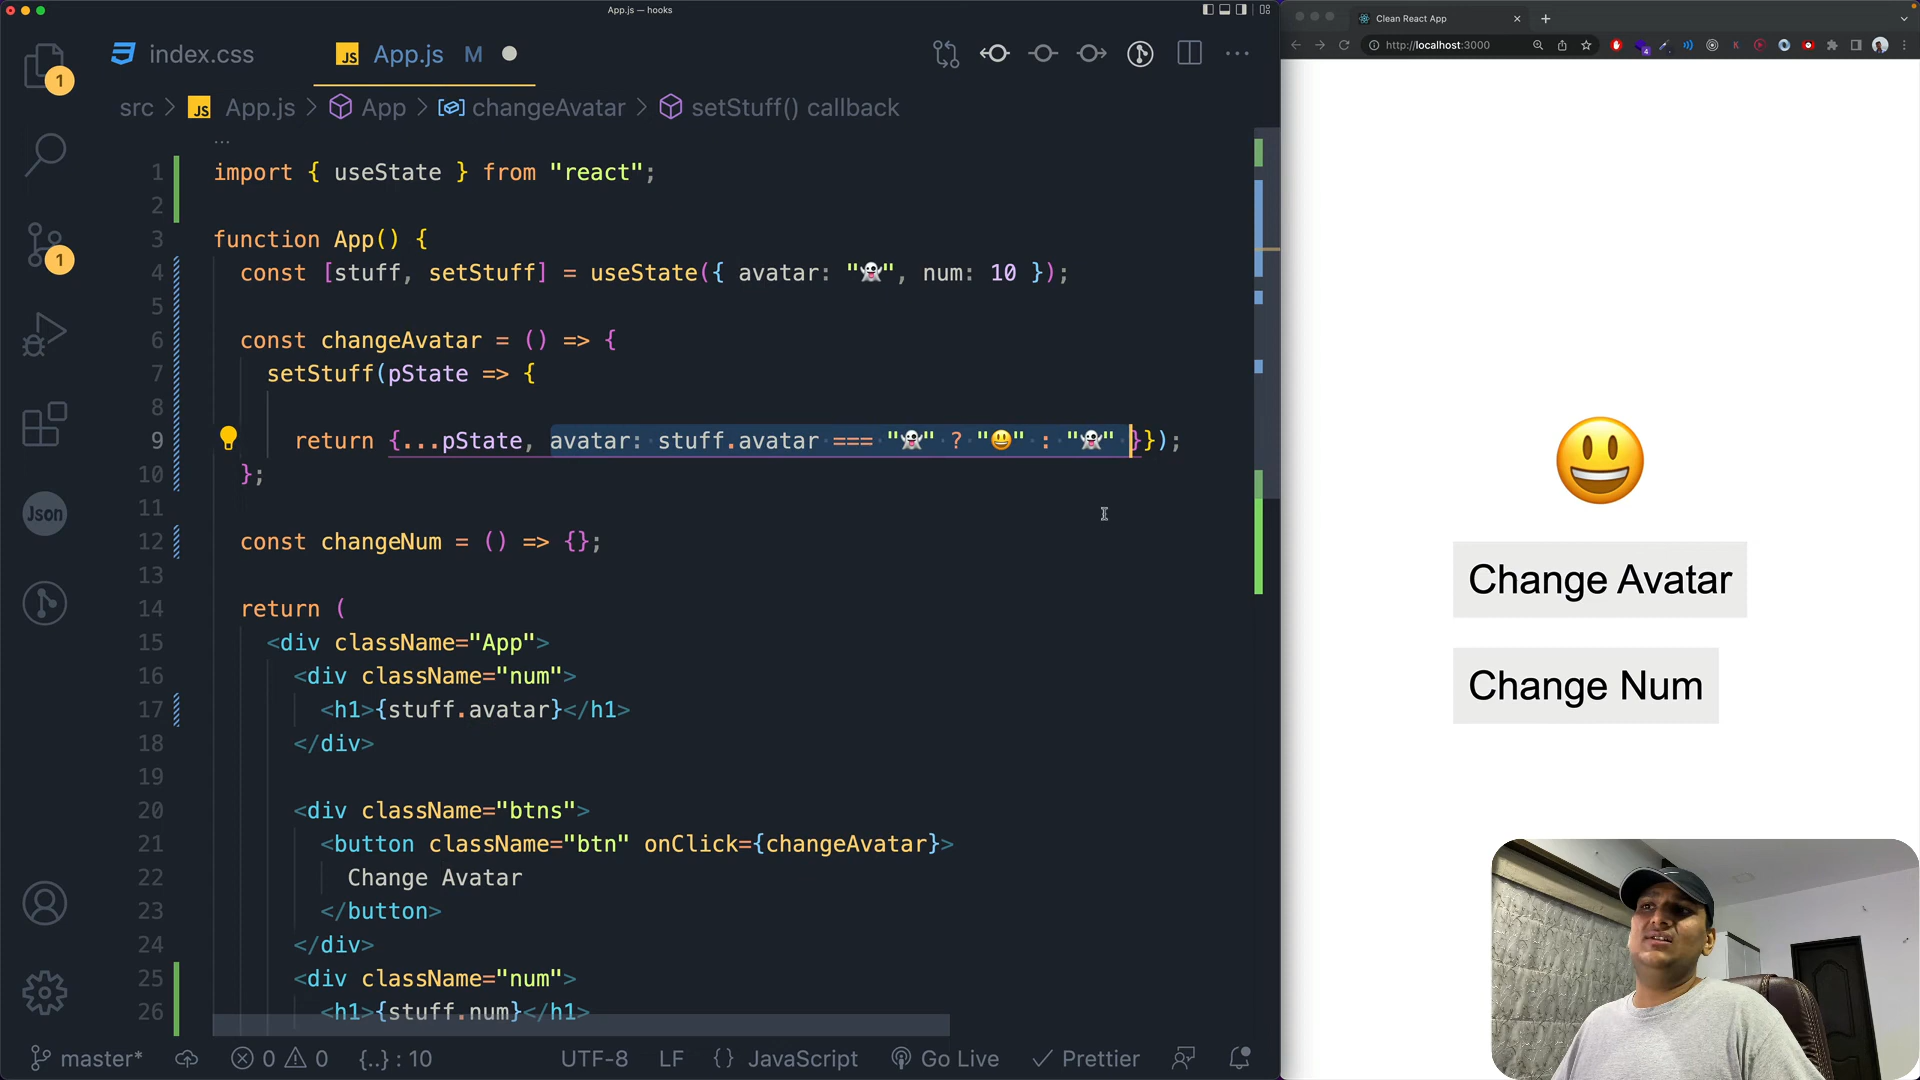 App.js — hooks
index.css
App.js M
src > App.js > App > changeAvatar > setStuff() callback
...
1 import { useState } from "react";
2
3 function App() {
4 const [stuff, setStuff] = useState({ avatar: "👻", num: 10 });
5
6 const changeAvatar = () => {
7 setStuff(pState => {
8
9 return {...pState, avatar: stuff.avatar === "👻" ? "😃" : "👻" }});
10 };
11
12 const changeNum = () => {};
13
14 return (
15 <div className="App">
16 <div className="num">
17 <h1>{stuff.avatar}</h1>
18 </div>
19
20 <div className="btns">
21 <button className="btn" onClick={changeAvatar}>
22 Change Avatar
23 </button>
24 </div>
25 <div className="num">
26 <h1>{stuff.num}</h1>
1
1
Json
master*
0
0
{..} : 10
UTF-8
LF
{} JavaScript
Go Live
Prettier
Clean React App
http://localhost:3000
4
K
Change Avatar
Change Num